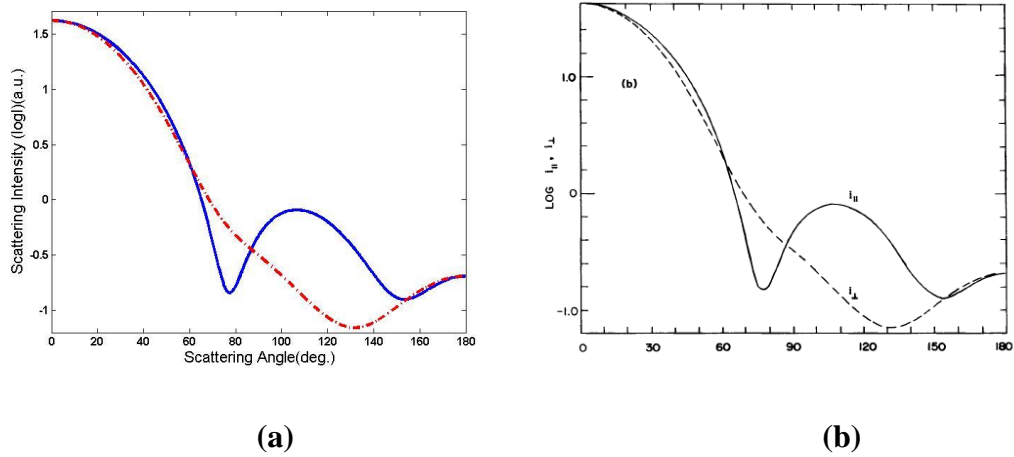 Scattering Intensity (logI)(a.u.)
1.5
1
0.5
0
-0.5
-1
0 20 40 60 80 100 120 140 160 180
Scattering Angle(deg.)
(a)
LOG i∥ , i⊥
1.0
0
-1.0
(b)
i∥
i⊥
0 30 60 90 120 150 180
(b)